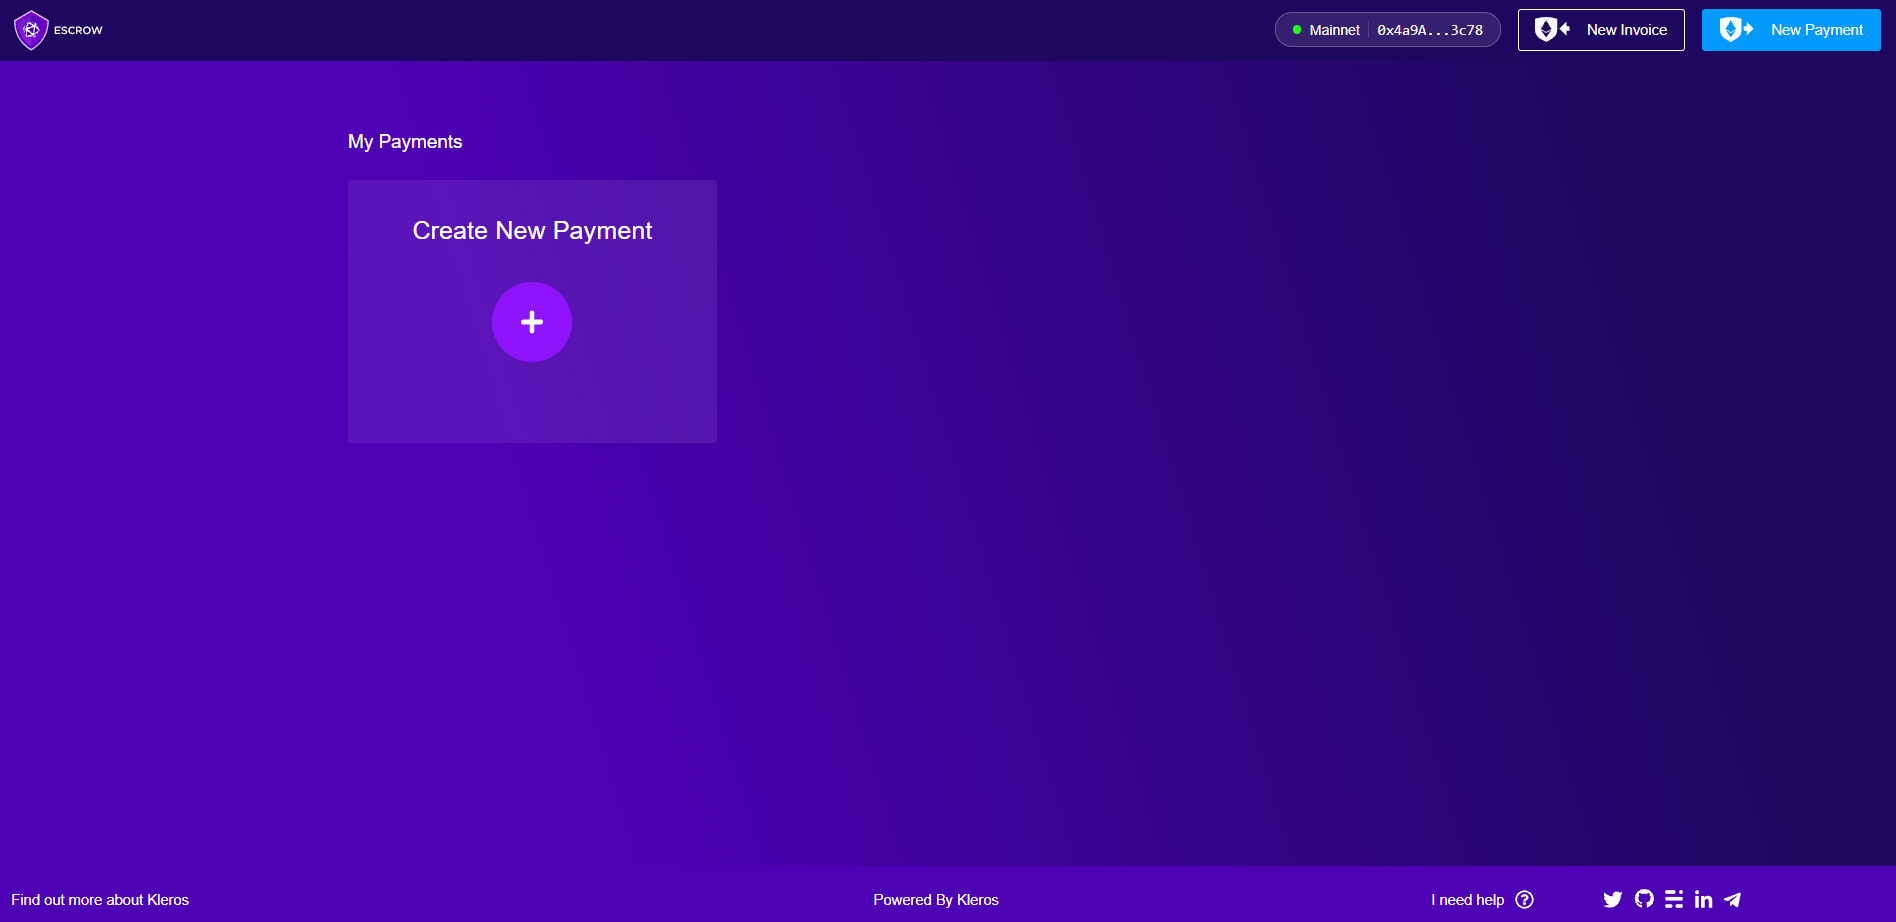 ESCROW
Mainnet
0x4a9A...3c78
New Invoice
New Payment
My Payments
Create New Payment
Find out more about Kleros
Powered By Kleros
I need help